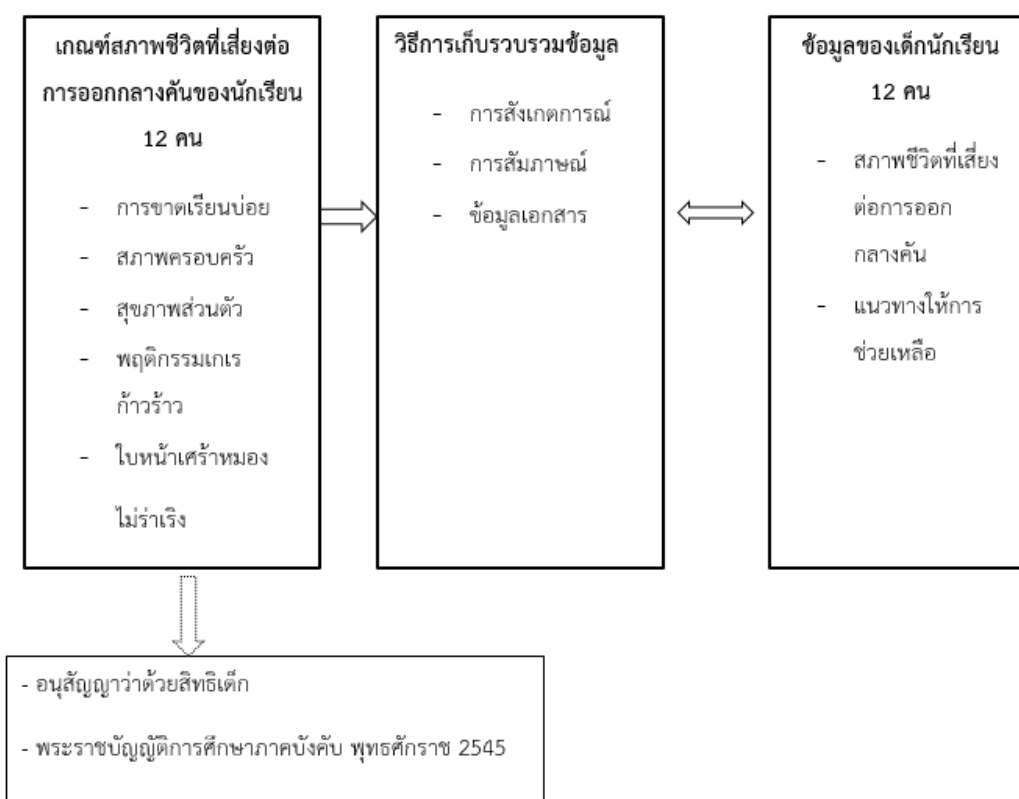 เกณฑ์สภาพชีวิตที่เสี่ยงต่อ
การออกกลางคันของนักเรียน
12 คน
- การขาดเรียนบ่อย
- สภาพครอบครัว
- สุขภาพส่วนตัว
- พฤติกรรมเกเร
ก้าวร้าว
- ใบหน้าเศร้าหมอง
ไม่ร่าเริง
วิธีการเก็บรวบรวมข้อมูล
- การสังเกตการณ์
- การสัมภาษณ์
- ข้อมูลเอกสาร
ข้อมูลของเด็กนักเรียน
12 คน
- สภาพชีวิตที่เสี่ยง
ต่อการออก
กลางคัน
- แนวทางให้การ
ช่วยเหลือ
- อนุสัญญาว่าด้วยสิทธิเด็ก
- พระราชบัญญัติการศึกษาภาคบังคับ พุทธศักราช 2545